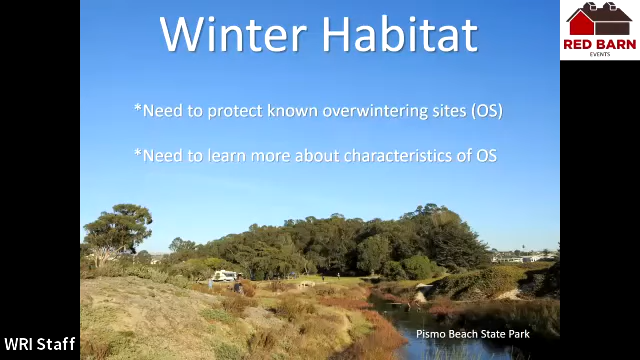 Winter Habitat
RED BARN
EVENTS
*Need to protect known overwintering sites (OS)
*Need to learn more about characteristics of OS
Pismo Beach State Park
WRI Staff